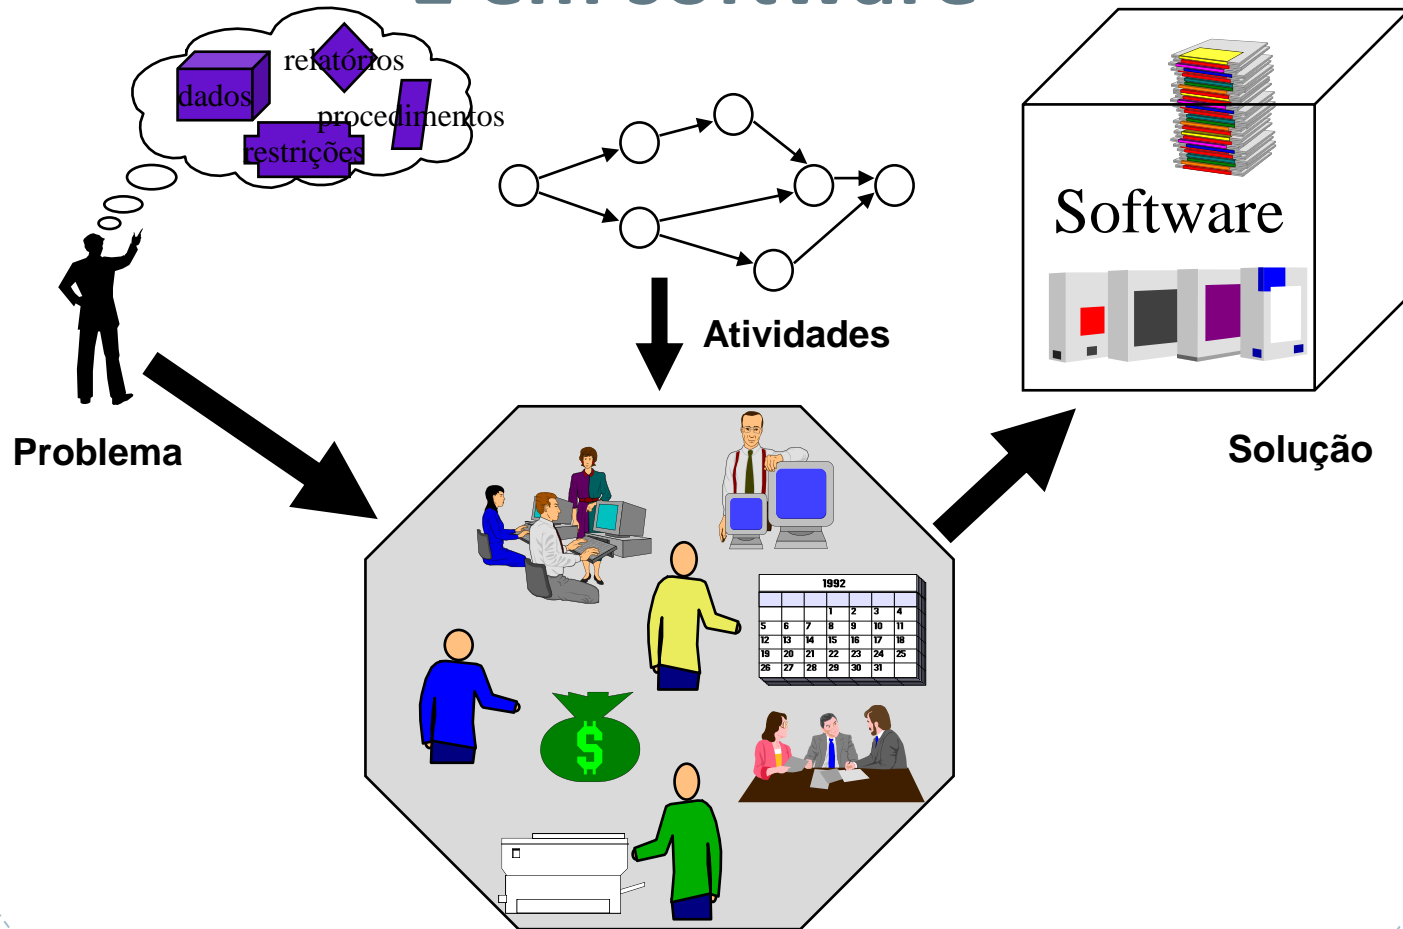 em software
relatórios
dados
procedimentos
restrições
Software
Atividades
Problema
Solução
1992
1 2 3 4
5 6 7 8 9 10 11
12 13 14 15 16 17 18
19 20 21 22 23 24 25
26 27 28 29 30 31
$